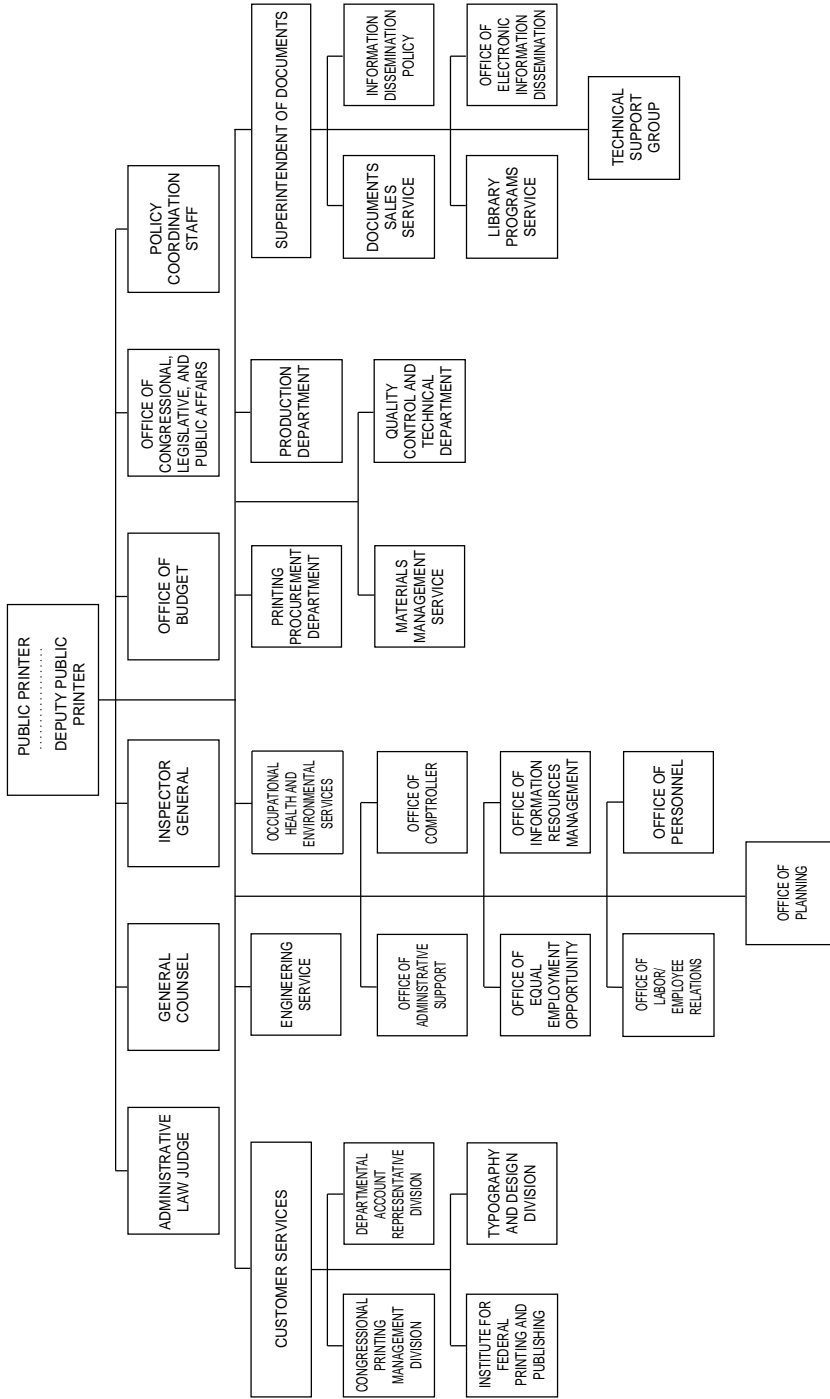 PUBLIC PRINTER
..................
DEPUTY PUBLIC
PRINTER
ADMINISTRATIVE
LAW JUDGE
GENERAL
COUNSEL
INSPECTOR
GENERAL
OFFICE OF
BUDGET
OFFICE OF
CONGRESSIONAL,
LEGISLATIVE, AND
PUBLIC AFFAIRS
POLICY
COORDINATION
STAFF
CUSTOMER SERVICES
CONGRESSIONAL
PRINTING
MANAGEMENT
DIVISION
DEPARTMENTAL
ACCOUNT
REPRESENTATIVE
DIVISION
INSTITUTE FOR
FEDERAL
PRINTING AND
PUBLISHING
TYPOGRAPHY
AND DESIGN
DIVISION
ENGINEERING
SERVICE
OCCUPATIONAL
HEALTH AND
ENVIRONMENTAL
SERVICES
OFFICE OF
ADMINISTRATIVE
SUPPORT
OFFICE OF
COMPTROLLER
OFFICE OF
EQUAL
EMPLOYMENT
OPPORTUNITY
OFFICE OF
INFORMATION
RESOURCES
MANAGEMENT
OFFICE OF
LABOR/
EMPLOYEE
RELATIONS
OFFICE OF
PERSONNEL
OFFICE OF
PLANNING
PRINTING
PROCUREMENT
DEPARTMENT
PRODUCTION
DEPARTMENT
MATERIALS
MANAGEMENT
SERVICE
QUALITY
CONTROL AND
TECHNICAL
DEPARTMENT
SUPERINTENDENT OF DOCUMENTS
DOCUMENTS
SALES
SERVICE
INFORMATION
DISSEMINATION
POLICY
LIBRARY
PROGRAMS
SERVICE
OFFICE OF
ELECTRONIC
INFORMATION
DISSEMINATION
TECHNICAL
SUPPORT
GROUP